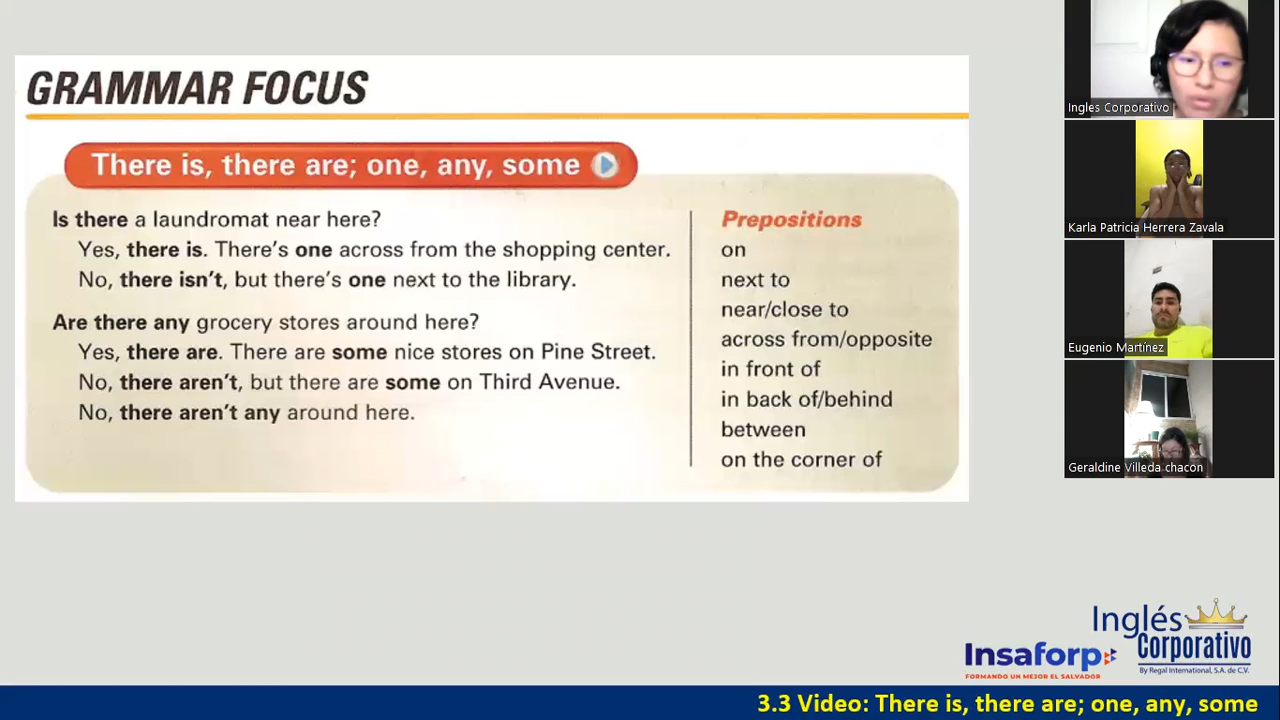 GRAMMAR FOCUS
There is, there are; one, any, some
Is there a laundromat near here?
Yes, there is. There's one across from the shopping center.
No, there isn't, but there's one next to the library.
Are there any grocery stores around here?
Yes, there are. There are some nice stores on Pine Street.
No, there aren't, but there are some on Third Avenue.
No, there aren't any around here.
Prepositions
on
next to
near/close to
across from/opposite
in front of
in back of/behind
between
on the corner of
Ingles Corporativo
Karla Patricia Herrera Zavala
Eugenio Martínez
Geraldine Villeda chacon
Insaforp
FORMANDO UN MEJOR EL SALVADOR
Inglés
Corporativo
By Regal International, S.A. de C.V.
3.3 Video: There is, there are; one, any, some